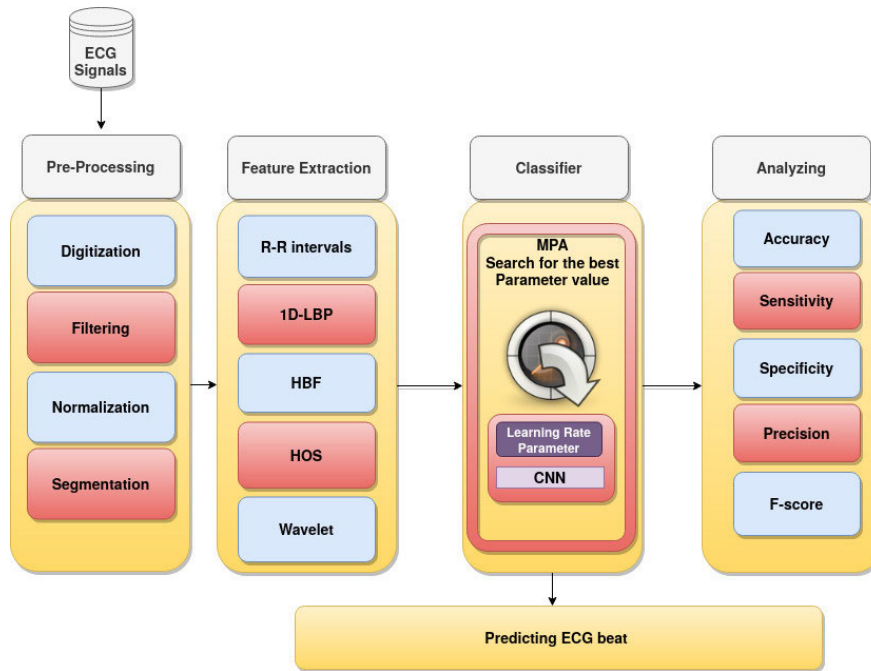 ECG
Signals
Pre-Processing
Digitization
Filtering
Normalization
Segmentation
Feature Extraction
R-R intervals
1D-LBP
HBF
HOS
Wavelet
Classifier
MPA
Search for the best
Parameter value
Learning Rate
Parameter
CNN
Analyzing
Accuracy
Sensitivity
Specificity
Precision
F-score
Predicting ECG beat